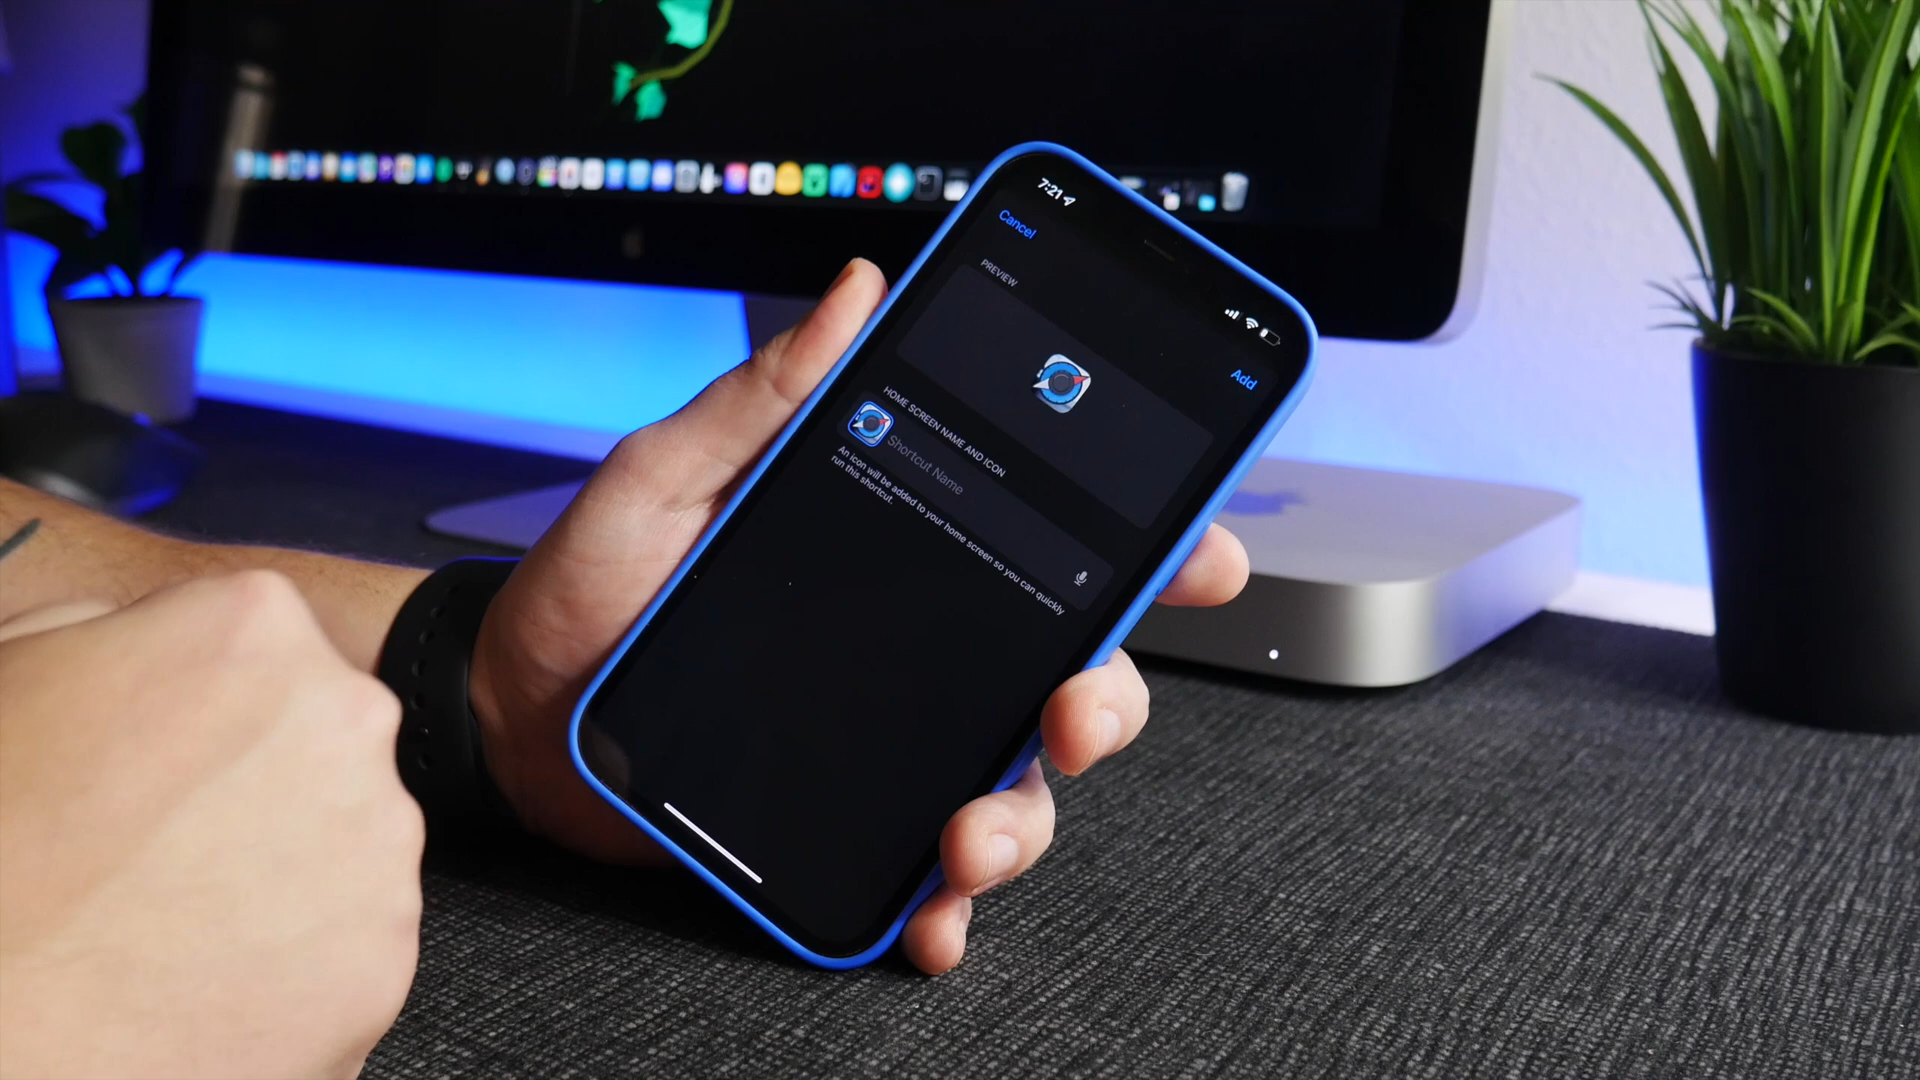 7:21
Cancel
Add
PREVIEW
HOME SCREEN NAME AND ICON
Shortcut Name
An icon will be added to your home screen so you can quickly
run this shortcut.